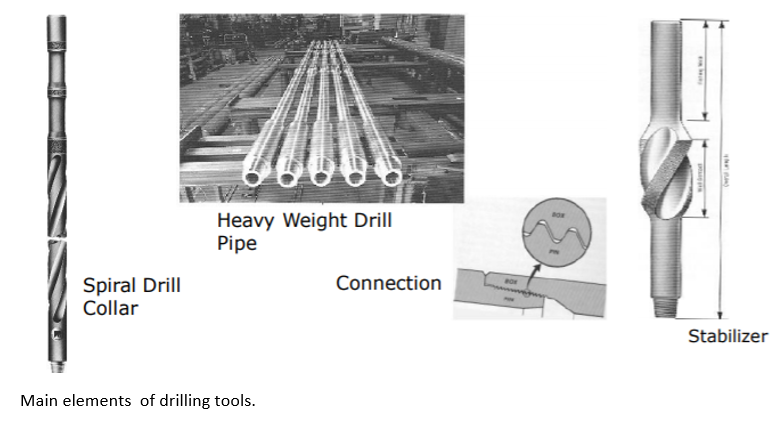 Heavy Weight Drill
Pipe
BOX
PIN
Spiral Drill
Collar
Connection
BOX
PIN
Stabilizer
Main elements of drilling tools.